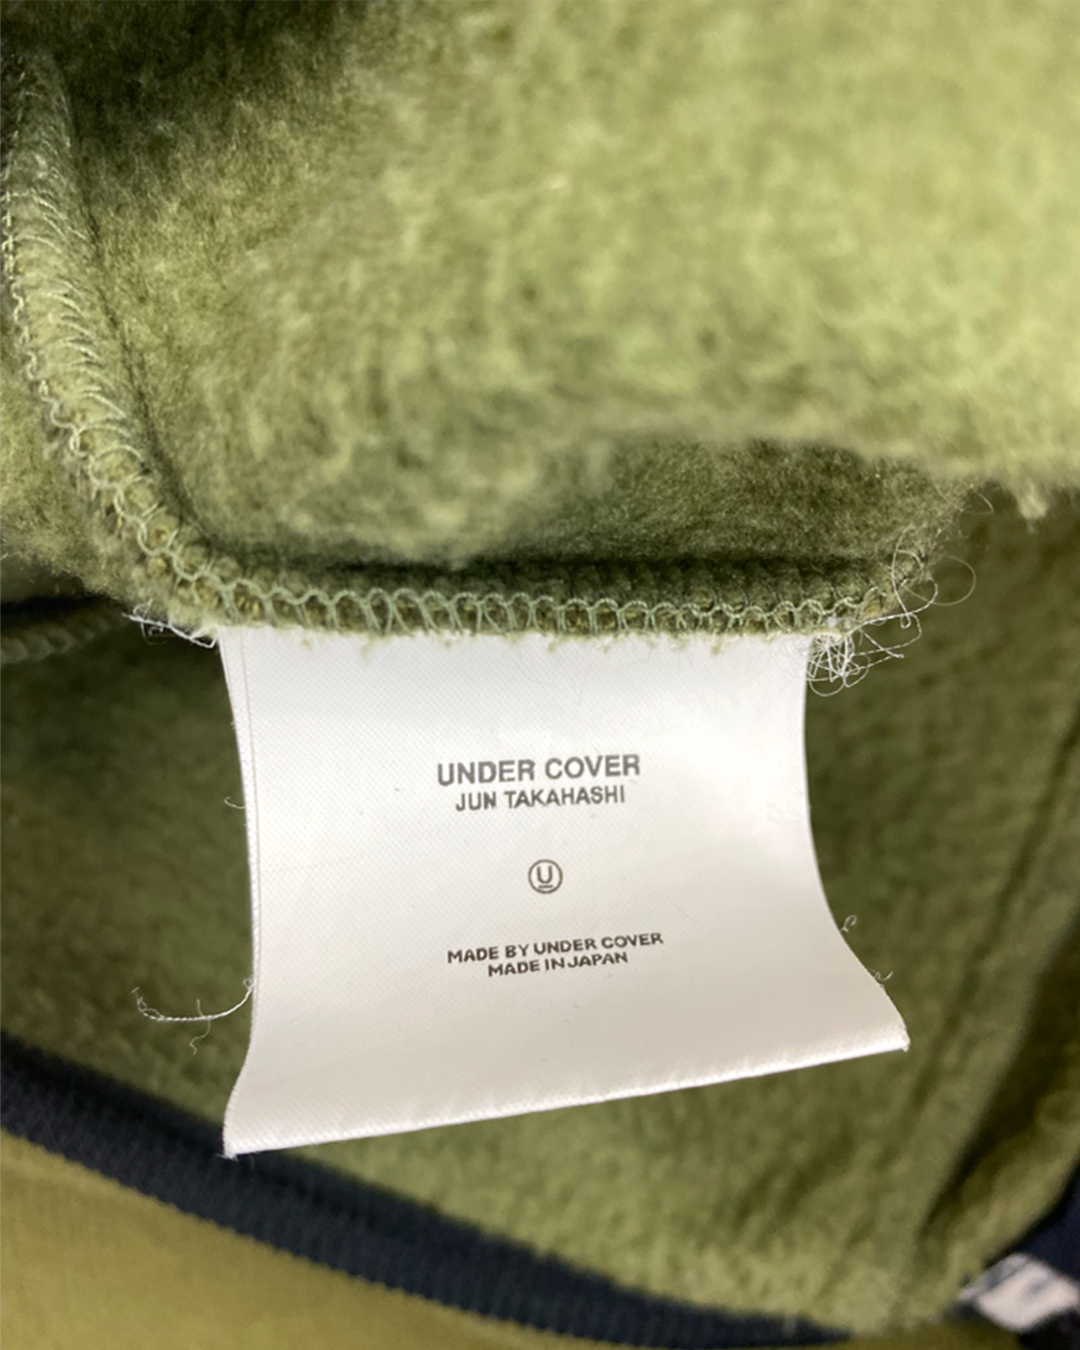 UNDER COVER
JUN TAKAHASHI
U
MADE BY UNDER COVER
MADE IN JAPAN